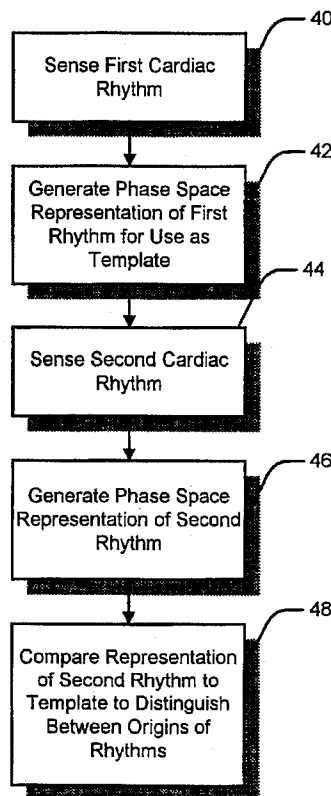 40
Sense First Cardiac
Rhythm
42
Generate Phase Space
Representation of First
Rhythm for Use as
Template
44
Sense Second Cardiac
Rhythm
46
Generate Phase Space
Representation of Second
Rhythm
48
Compare Representation
of Second Rhythm to
Template to Distinguish
Between Origins of
Rhythms